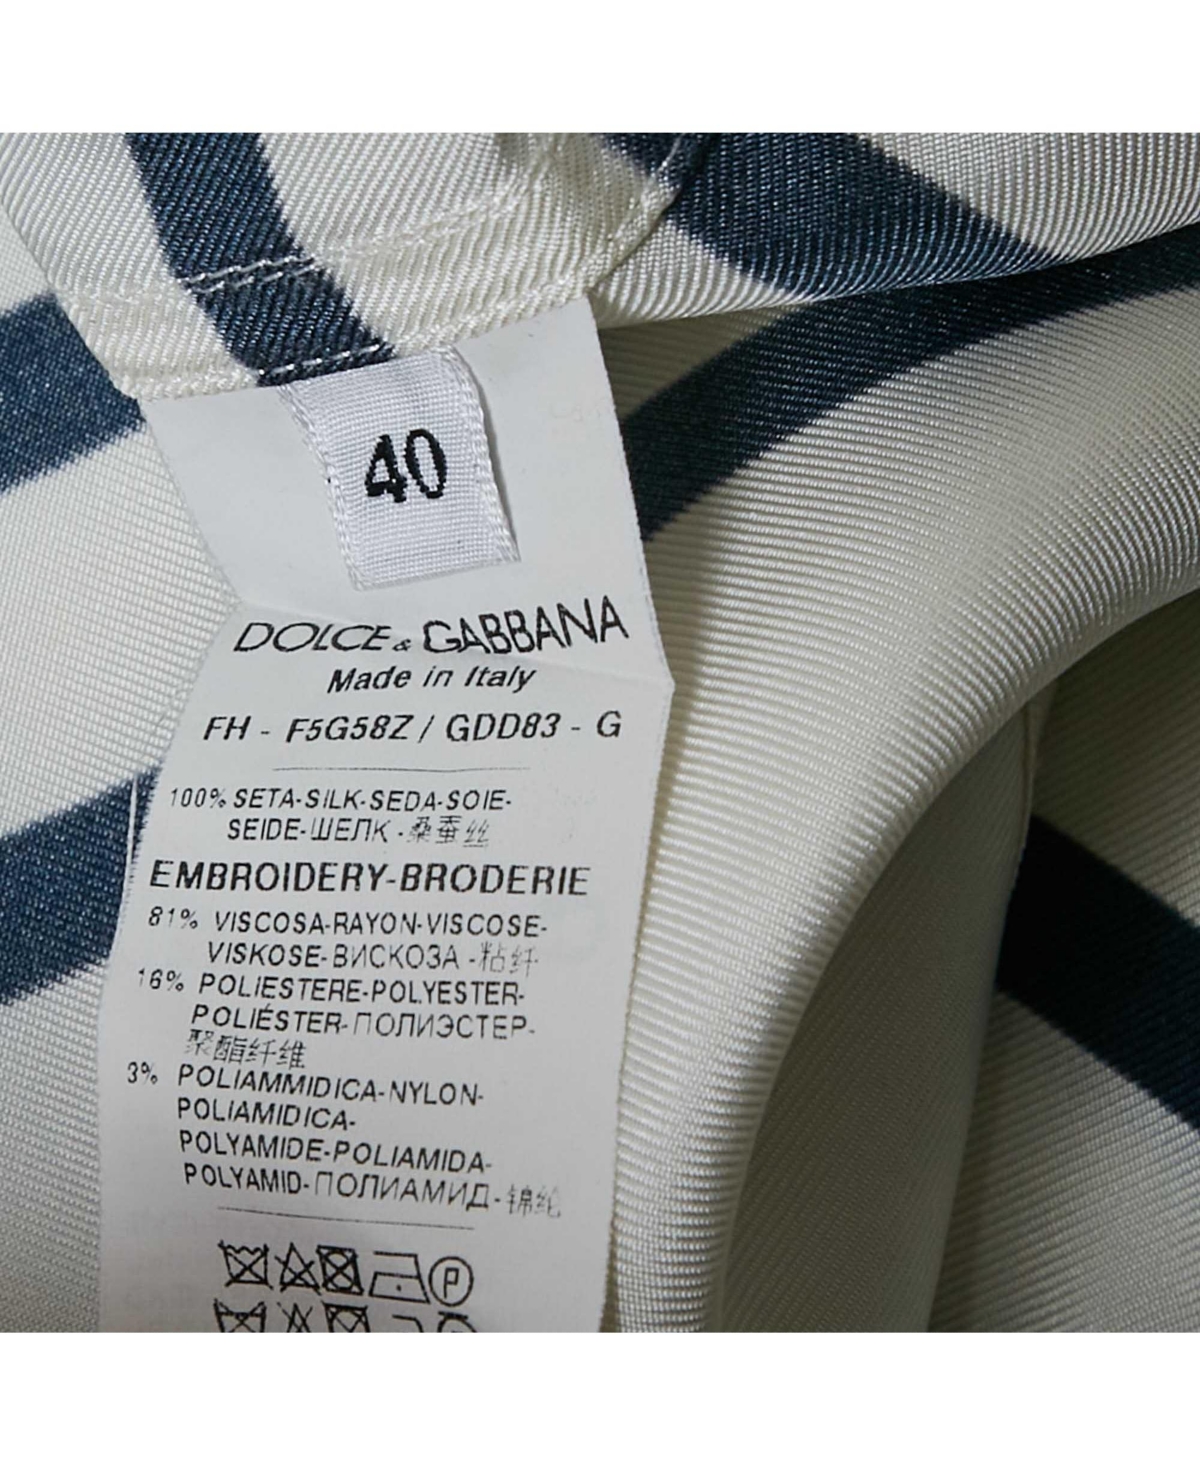 40
DOLCE & GABBANA
Made in Italy
FH - F5G58Z / GDD83 - G
100% SETA-SILK-SEDA-SOIE-
SEIDE-ШЕЛК -桑蚕丝
EMBROIDERY-BRODERIE
81% VISCOSA-RAYON-VISCOSE-
VISKOSE-ВИСКОЗА -粘纤
16% POLIESTERE-POLYESTER-
POLIÉSTER-ПОЛИЭСТЕР-
聚酯纤维
3% POLIAMMIDICA-NYLON-
POLIAMIDICA-
POLYAMIDE-POLIAMIDA-
POLYAMID-ПОЛИАМИД-锦纶
P